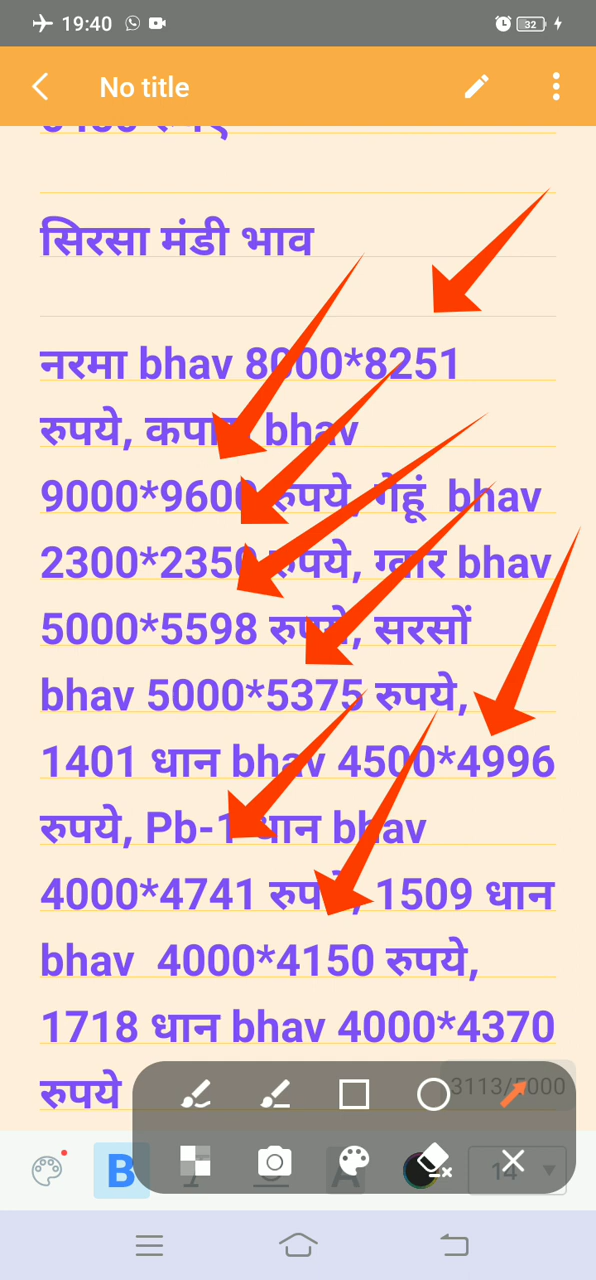 19:40
32
No title
सिरसा मंडी भाव
नरमा bhav 8000*8251
रुपये, कपास bhav
9000*9600 रुपये, गेहूं bhav
2300*2350 रुपये, ग्वार bhav
5000*5598 रुपये, सरसों
bhav 5000*5375 रुपये,
1401 धान bhav 4500*4996
रुपये, Pb-1 धान bhav
4000*4741 रुपये, 1509 धान
bhav 4000*4150 रुपये,
1718 धान bhav 4000*4370
रुपये
3113/5000
B
A
14